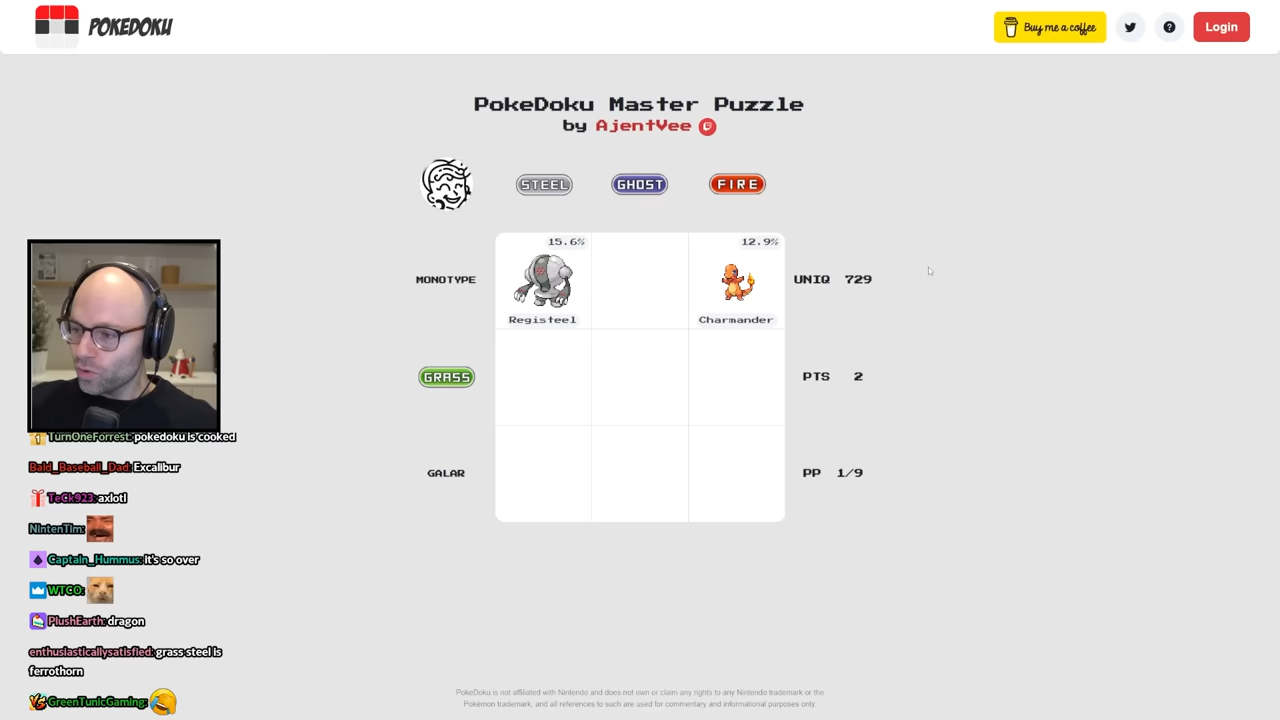 POKEDOKU
Buy me a coffee
Login
PokeDoku Master Puzzle
by AjentVee
STEEL
GHOST
FIRE
15.6%
12.9%
MONOTYPE
UNIQ 729
Registeel
Charmander
GRASS
PTS 2
GALAR
PP 1/9
TurnOneForrest: pokedoku is cooked
Bald_Baseball_Dad: Excalibur
TeCk923: axlotl
NintenTim:
Captain_Hummus: It's so over
WTCO:
PlushEarth: dragon
enthusiasticallysatisfied: grass steel is
ferrothorn
GreenTunicGaming:
PokeDoku is not affiliated with Nintendo and does not own or claim any rights to any Nintendo trademark or the
Pokémon trademark, and all references to such are used for commentary and informational purposes only.